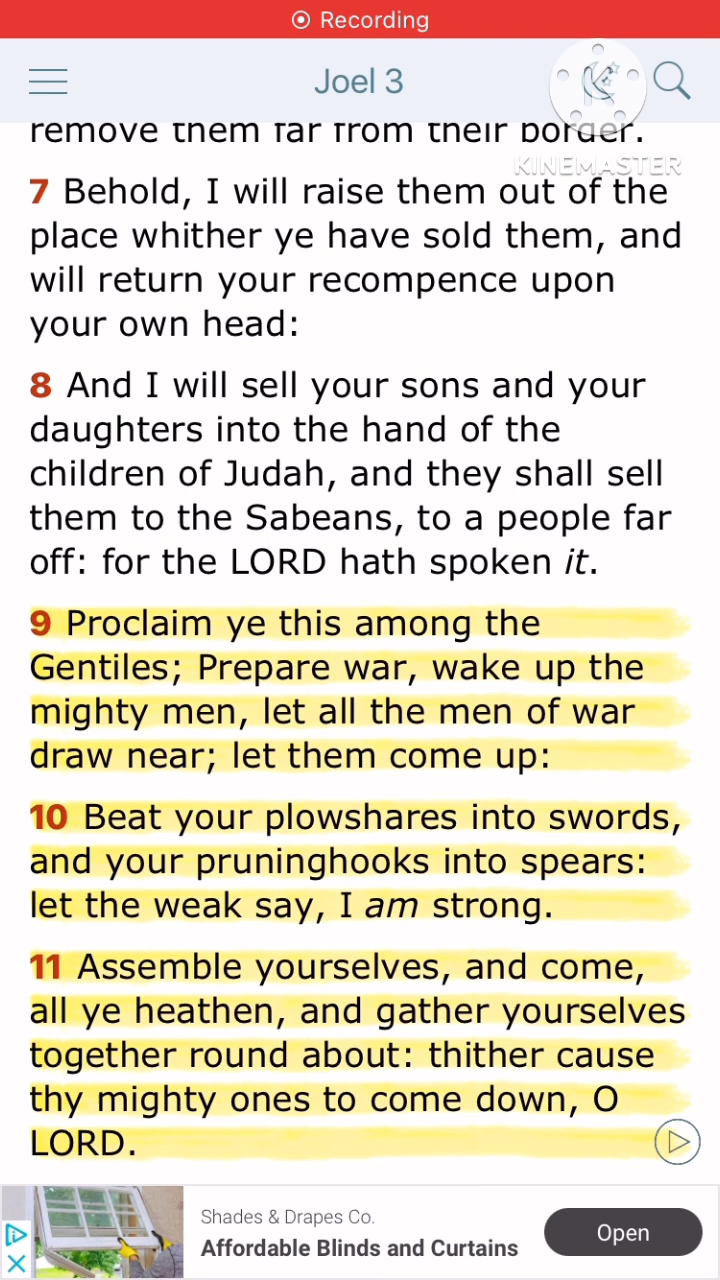 Recording
Joel 3
KINEMASTER
remove them far from their border.
7 Behold, I will raise them out of the
place whither ye have sold them, and
will return your recompence upon
your own head:
8 And I will sell your sons and your
daughters into the hand of the
children of Judah, and they shall sell
them to the Sabeans, to a people far
off: for the LORD hath spoken it.
9 Proclaim ye this among the
Gentiles; Prepare war, wake up the
mighty men, let all the men of war
draw near; let them come up:
10 Beat your plowshares into swords,
and your pruninghooks into spears:
let the weak say, I am strong.
11 Assemble yourselves, and come,
all ye heathen, and gather yourselves
together round about: thither cause
thy mighty ones to come down, O
LORD.
Shades & Drapes Co.
Affordable Blinds and Curtains
Open